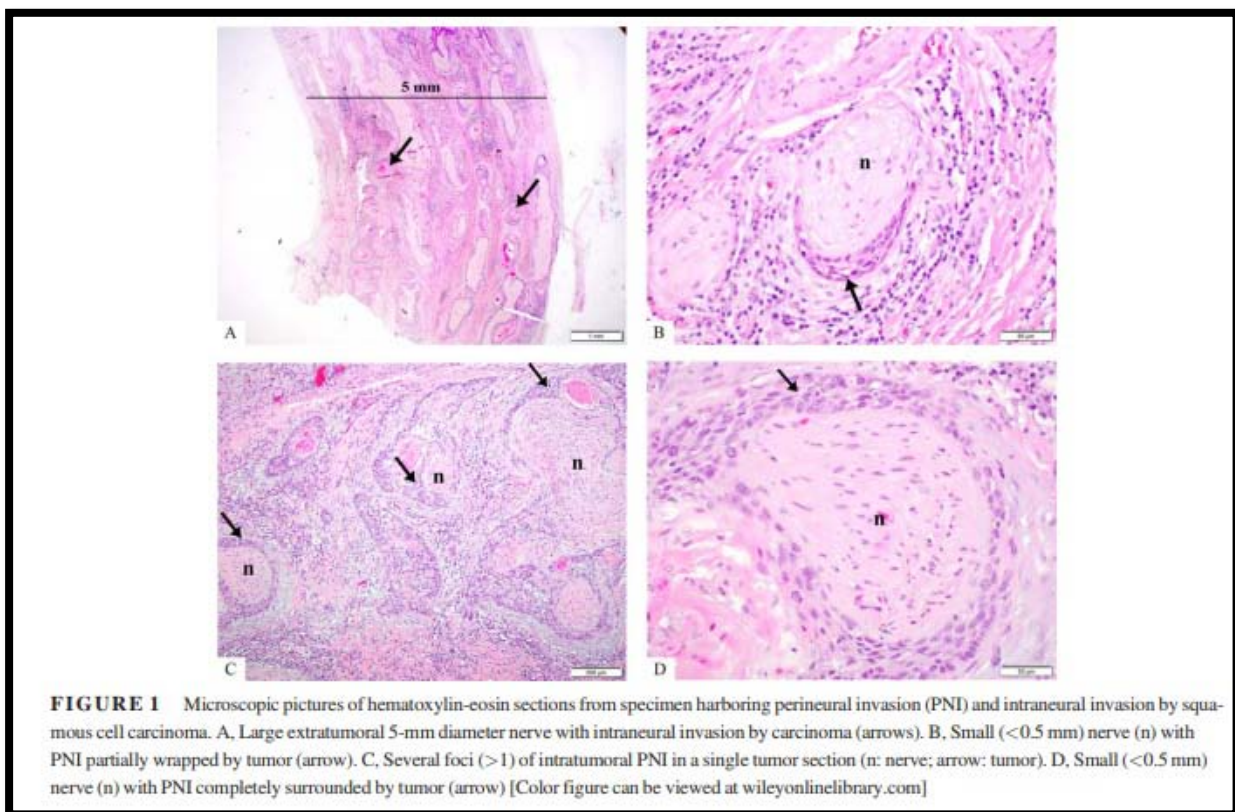 5 mm
A
1 mm
n
B
n
n
n
C
n
D
FIGURE 1 Microscopic pictures of hematoxylin-eosin sections from specimen harboring perineural invasion (PNI) and intraneural invasion by squa-
mous cell carcinoma. A, Large extratumoral 5-mm diameter nerve with intraneural invasion by carcinoma (arrows). B, Small (<0.5 mm) nerve (n) with
PNI partially wrapped by tumor (arrow). C, Several foci (>1) of intratumoral PNI in a single tumor section (n: nerve; arrow: tumor). D, Small (<0.5 mm)
nerve (n) with PNI completely surrounded by tumor (arrow) [Color figure can be viewed at wileyonlinelibrary.com]